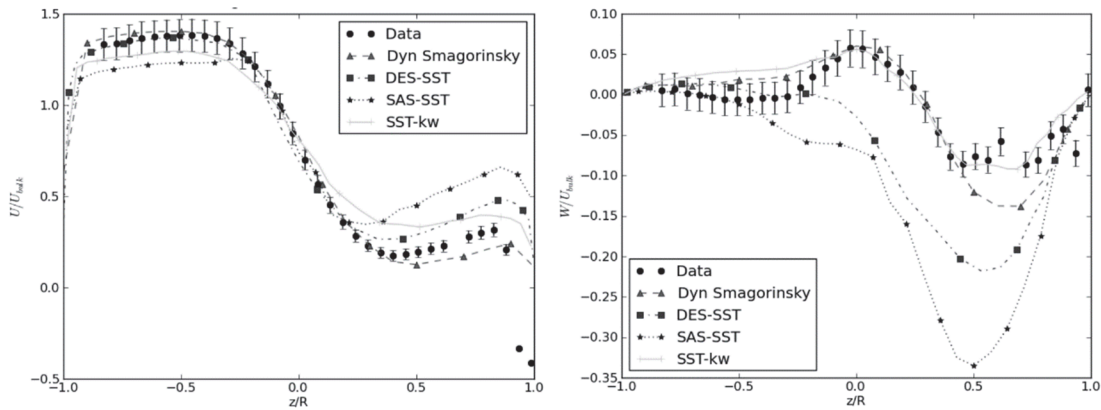 1.5
1.0
0.5
0.0
−0.5
U/U_bulk
−1.0
−0.5
0.0
0.5
1.0
z/R
Data
Dyn Smagorinsky
DES-SST
SAS-SST
SST-kw
0.10
0.05
0.00
−0.05
−0.10
−0.15
−0.20
−0.25
−0.30
−0.35
W/U_bulk
−1.0
−0.5
0.0
0.5
1.0
z/R
Data
Dyn Smagorinsky
DES-SST
SAS-SST
SST-kw